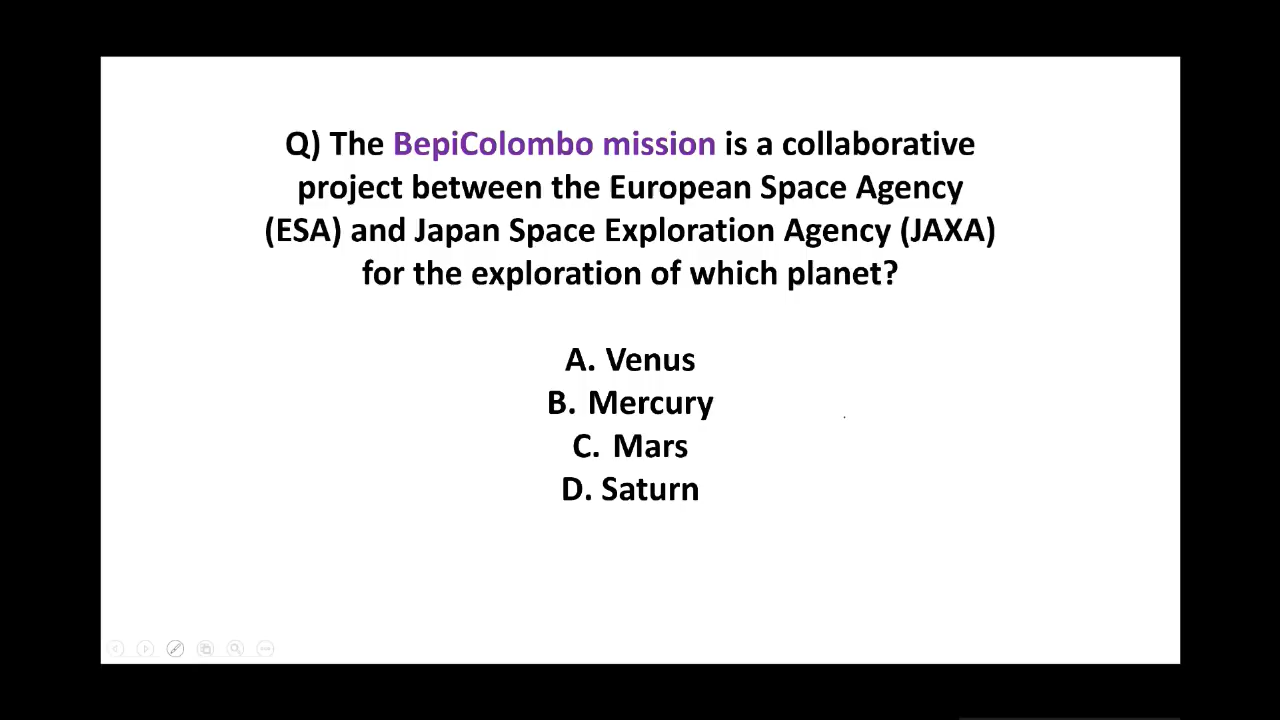 Q) The BepiColombo mission is a collaborative
project between the European Space Agency
(ESA) and Japan Space Exploration Agency (JAXA)
for the exploration of which planet?
A. Venus
B. Mercury
C. Mars
D. Saturn